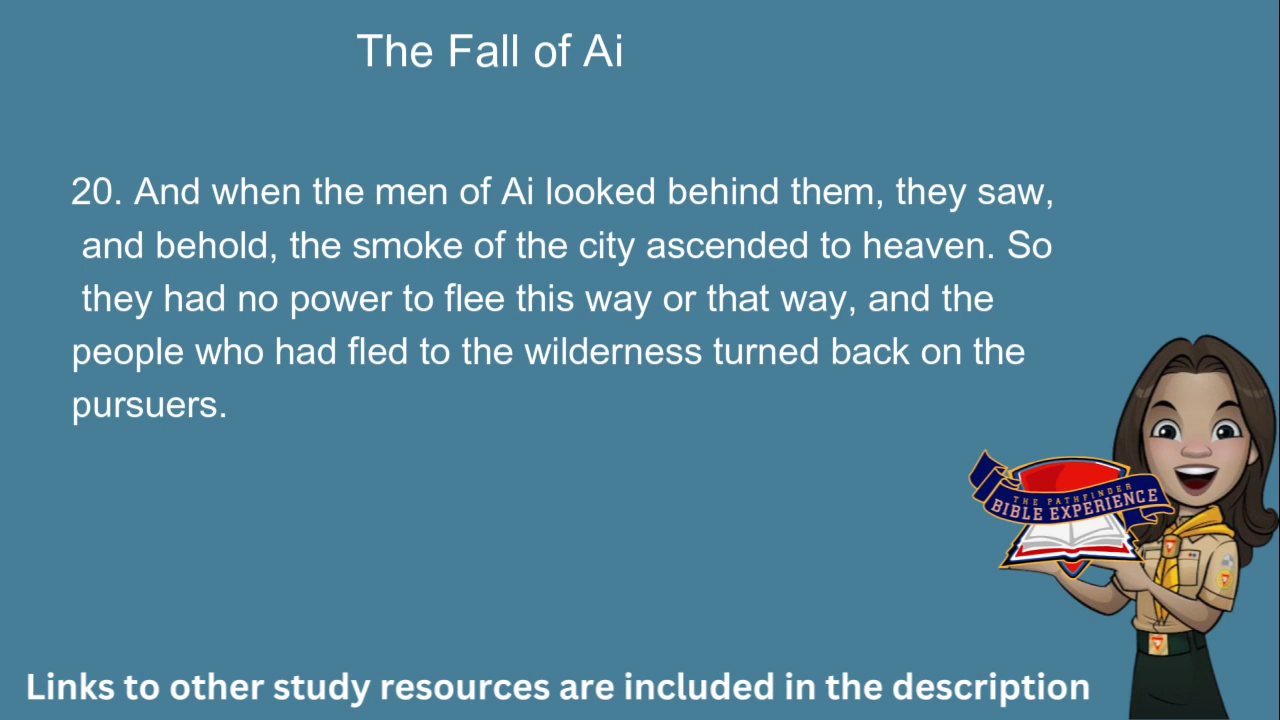 The Fall of Ai
20. And when the men of Ai looked behind them, they saw,
and behold, the smoke of the city ascended to heaven. So
they had no power to flee this way or that way, and the
people who had fled to the wilderness turned back on the
pursuers.
THE PATHFINDER
BIBLE EXPERIENCE
Links to other study resources are included in the description